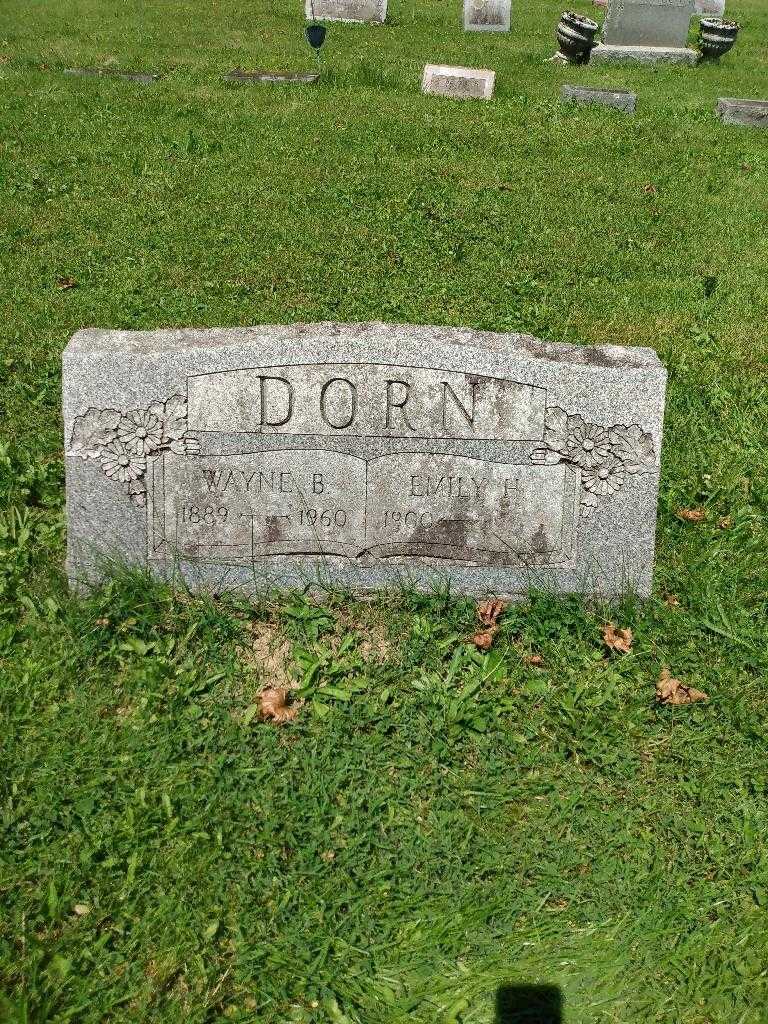 DORN
WAYNE B. EMILY H.
1889 — 1960 1900 —